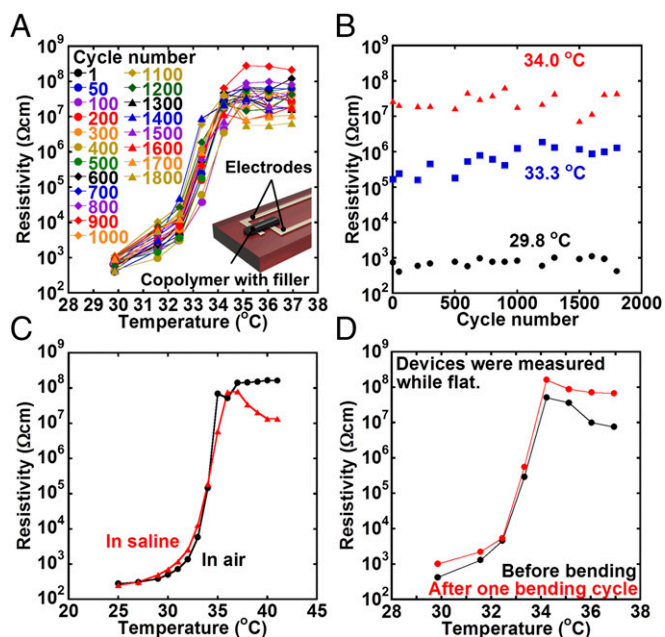 A
Resistivity (Ωcm)
10⁹
10⁸
10⁷
10⁶
10⁵
10⁴
10³
10²
Cycle number
1
50
100
200
300
400
500
600
700
800
900
1000
1100
1200
1300
1400
1500
1600
1700
1800
Electrodes
Copolymer with filler
28 29 30 31 32 33 34 35 36 37 38
Temperature (°C)
B
Resistivity (Ωcm)
10⁹
10⁸
10⁷
10⁶
10⁵
10⁴
10³
10²
34.0 °C
33.3 °C
29.8 °C
0 500 1000 1500 2000
Cycle number
C
Resistivity (Ωcm)
10⁹
10⁸
10⁷
10⁶
10⁵
10⁴
10³
10²
In saline
In air
20 25 30 35 40 45
Temperature (°C)
D
Resistivity (Ωcm)
10⁹
10⁸
10⁷
10⁶
10⁵
10⁴
10³
10²
Devices were measured
while flat.
Before bending
After one bending cycle
28 30 32 34 36 38
Temperature (°C)